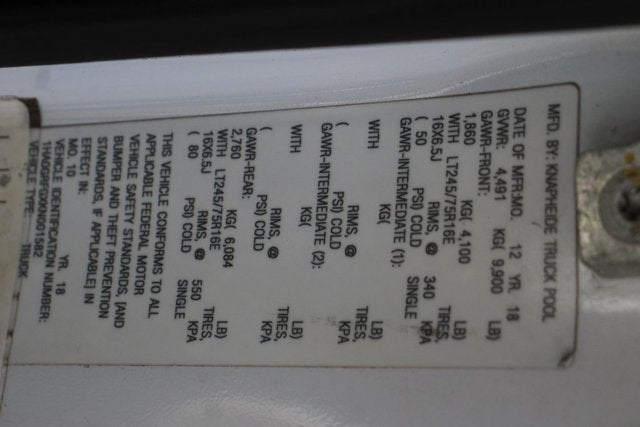 MFD. BY: KNAPHEIDE TRUCK POOL
DATE OF MFR: MO. 12 YR. 18
GVWR: 4,491 KG( 9,900 LB)
GAWR-FRONT:
1,860 KG( 4,100 LB)
WITH LT245/75R16E TIRES,
16X6.5J RIMS, @ 340 KPA
( 50 PSI) COLD SINGLE
GAWR-INTERMEDIATE (1):
KG( LB)
WITH TIRES,
RIMS, @ KPA
( PSI) COLD
GAWR-INTERMEDIATE (2):
KG( LB)
WITH TIRES,
RIMS, @ KPA
( PSI) COLD
GAWR-REAR:
2,760 KG( 6,084 LB)
WITH LT245/75R16E TIRES,
16X6.5J RIMS, @ 550 KPA
( 80 PSI) COLD SINGLE
THIS VEHICLE CONFORMS TO ALL
APPLICABLE FEDERAL MOTOR
VEHICLE SAFETY STANDARDS, [AND
BUMPER AND THEFT PREVENTION
STANDARDS, IF APPLICABLE] IN
EFFECT IN:
MO. 10 YR. 18
VEHICLE IDENTIFICATION NUMBER:
VEHICLE TYPE: TRUCK